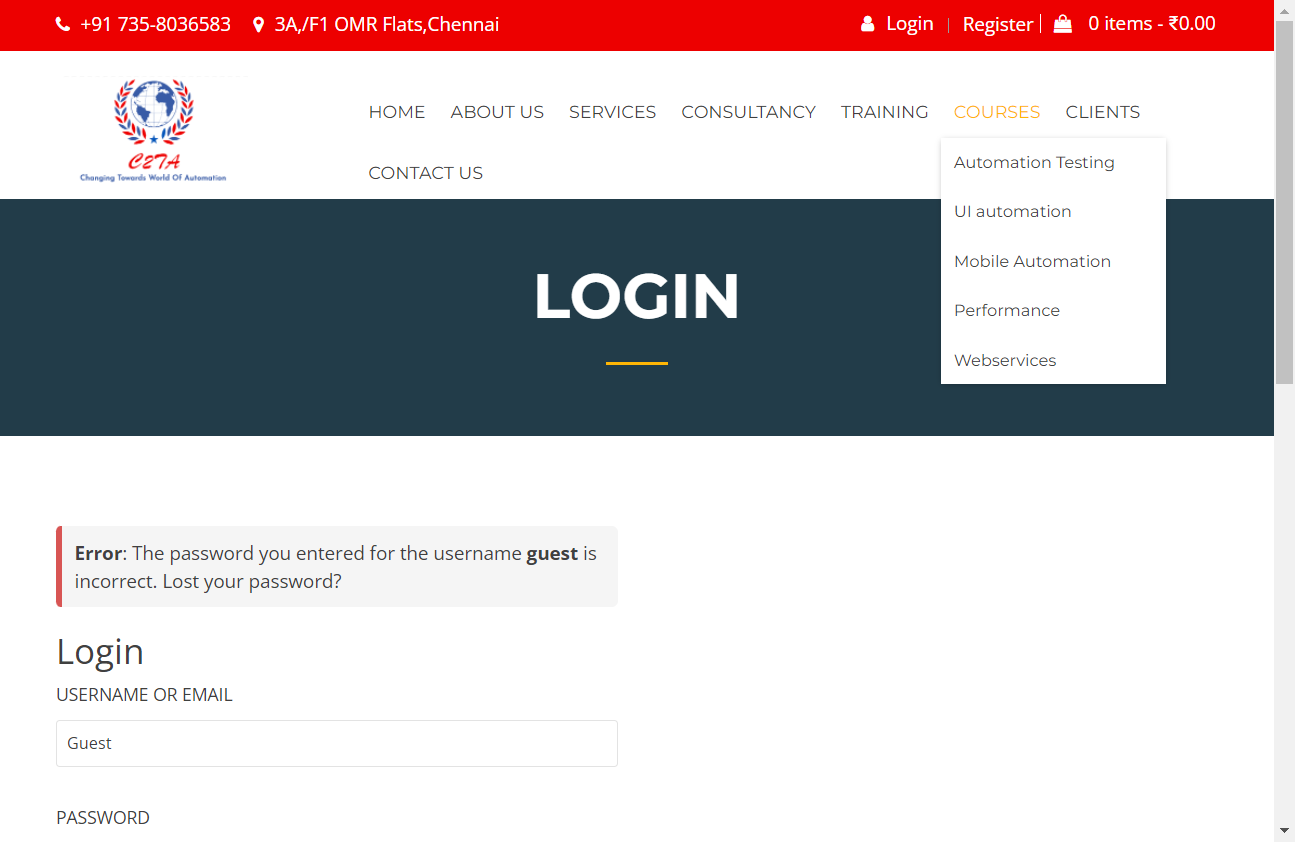 +91 735-8036583 3A,/F1 OMR Flats,Chennai Login | Register | 0 items - ₹0.00
C2TA
Changing Towards World Of Automation
HOME ABOUT US SERVICES CONSULTANCY TRAINING COURSES CLIENTS
CONTACT US
Automation Testing
UI automation
Mobile Automation
Performance
Webservices
LOGIN
Error: The password you entered for the username guest is
incorrect. Lost your password?
Login
USERNAME OR EMAIL
Guest
PASSWORD